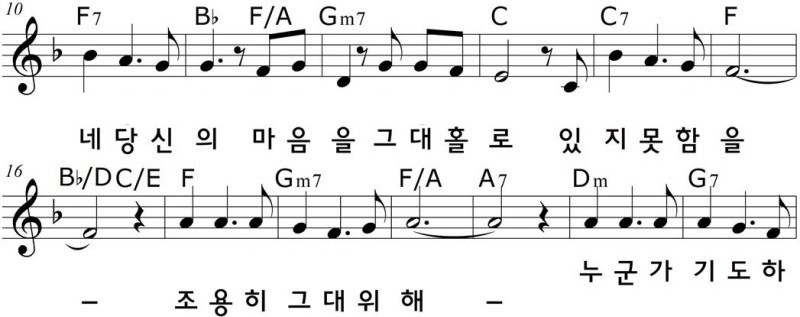 10 F7 B♭ F/A Gm7 C C7 F
네 당 신 의 마 음 을 그 대 홀 로 있 지 못 함 을
16 B♭/D C/E F Gm7 F/A A7 Dm G7
누 군 가 기 도 하
– 조 용 히 그 대 위 해 –